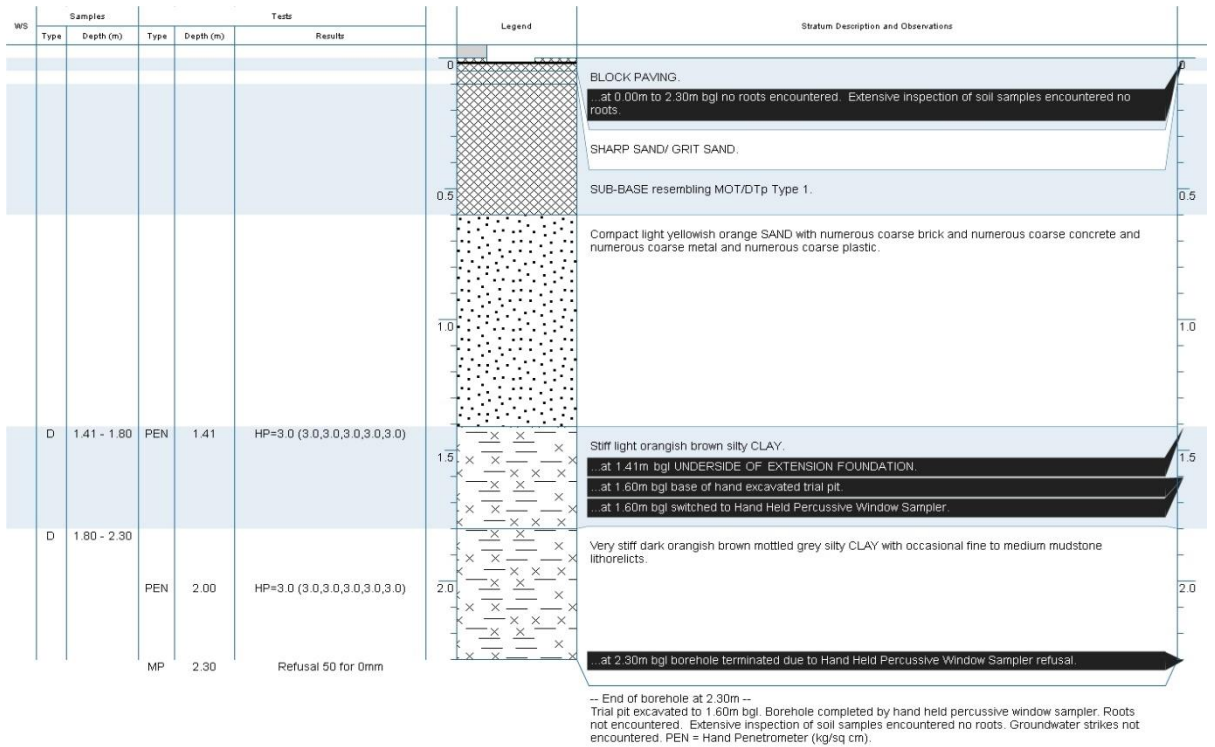 Samples Tests
WS Legend Stratum Description and Observations
Type Depth (m) Type Depth (m) Results
0 0
BLOCK PAVING.
...at 0.00m to 2.30m bgl no roots encountered. Extensive inspection of soil samples encountered no
roots.
SHARP SAND/ GRIT SAND.
0.5 SUB-BASE resembling MOT/DTp Type 1. 0.5
Compact light yellowish orange SAND with numerous coarse brick and numerous coarse concrete and
numerous coarse metal and numerous coarse plastic.
1.0 1.0
D 1.41 - 1.80 PEN 1.41 HP=3.0 (3.0,3.0,3.0,3.0,3.0)
Stiff light orangish brown silty CLAY.
1.5 1.5
...at 1.41m bgl UNDERSIDE OF EXTENSION FOUNDATION.
...at 1.60m bgl base of hand excavated trial pit.
...at 1.60m bgl switched to Hand Held Percussive Window Sampler.
D 1.80 - 2.30
Very stiff dark orangish brown mottled grey silty CLAY with occasional fine to medium mudstone
lithorelicts.
PEN 2.00 HP=3.0 (3.0,3.0,3.0,3.0,3.0) 2.0 2.0
MP 2.30 Refusal 50 for 0mm
...at 2.30m bgl borehole terminated due to Hand Held Percussive Window Sampler refusal.
-- End of borehole at 2.30m --
Trial pit excavated to 1.60m bgl. Borehole completed by hand held percussive window sampler. Roots
not encountered. Extensive inspection of soil samples encountered no roots. Groundwater strikes not
encountered. PEN = Hand Penetrometer (kg/sq cm).